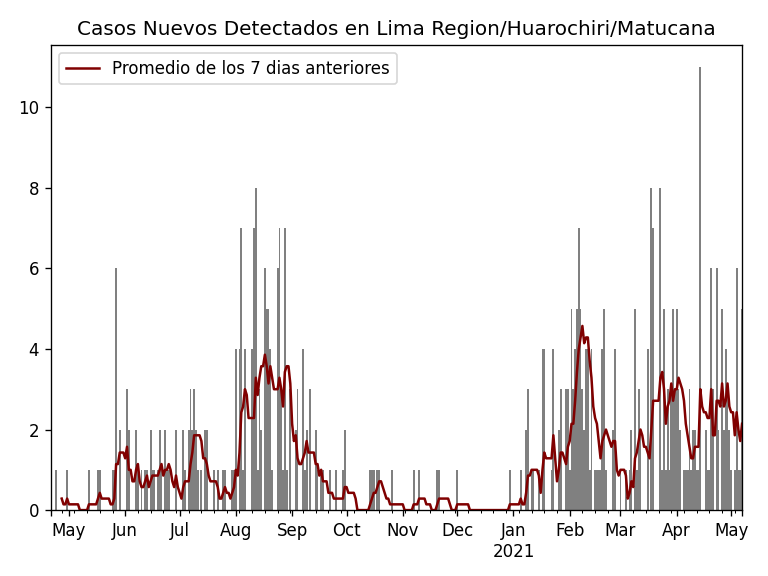 Casos Nuevos Detectados en Lima Region/Huarochiri/Matucana
Promedio de los 7 dias anteriores
10
8
6
4
2
0
May Jun Jul Aug Sep Oct Nov Dec Jan Feb Mar Apr May
2021